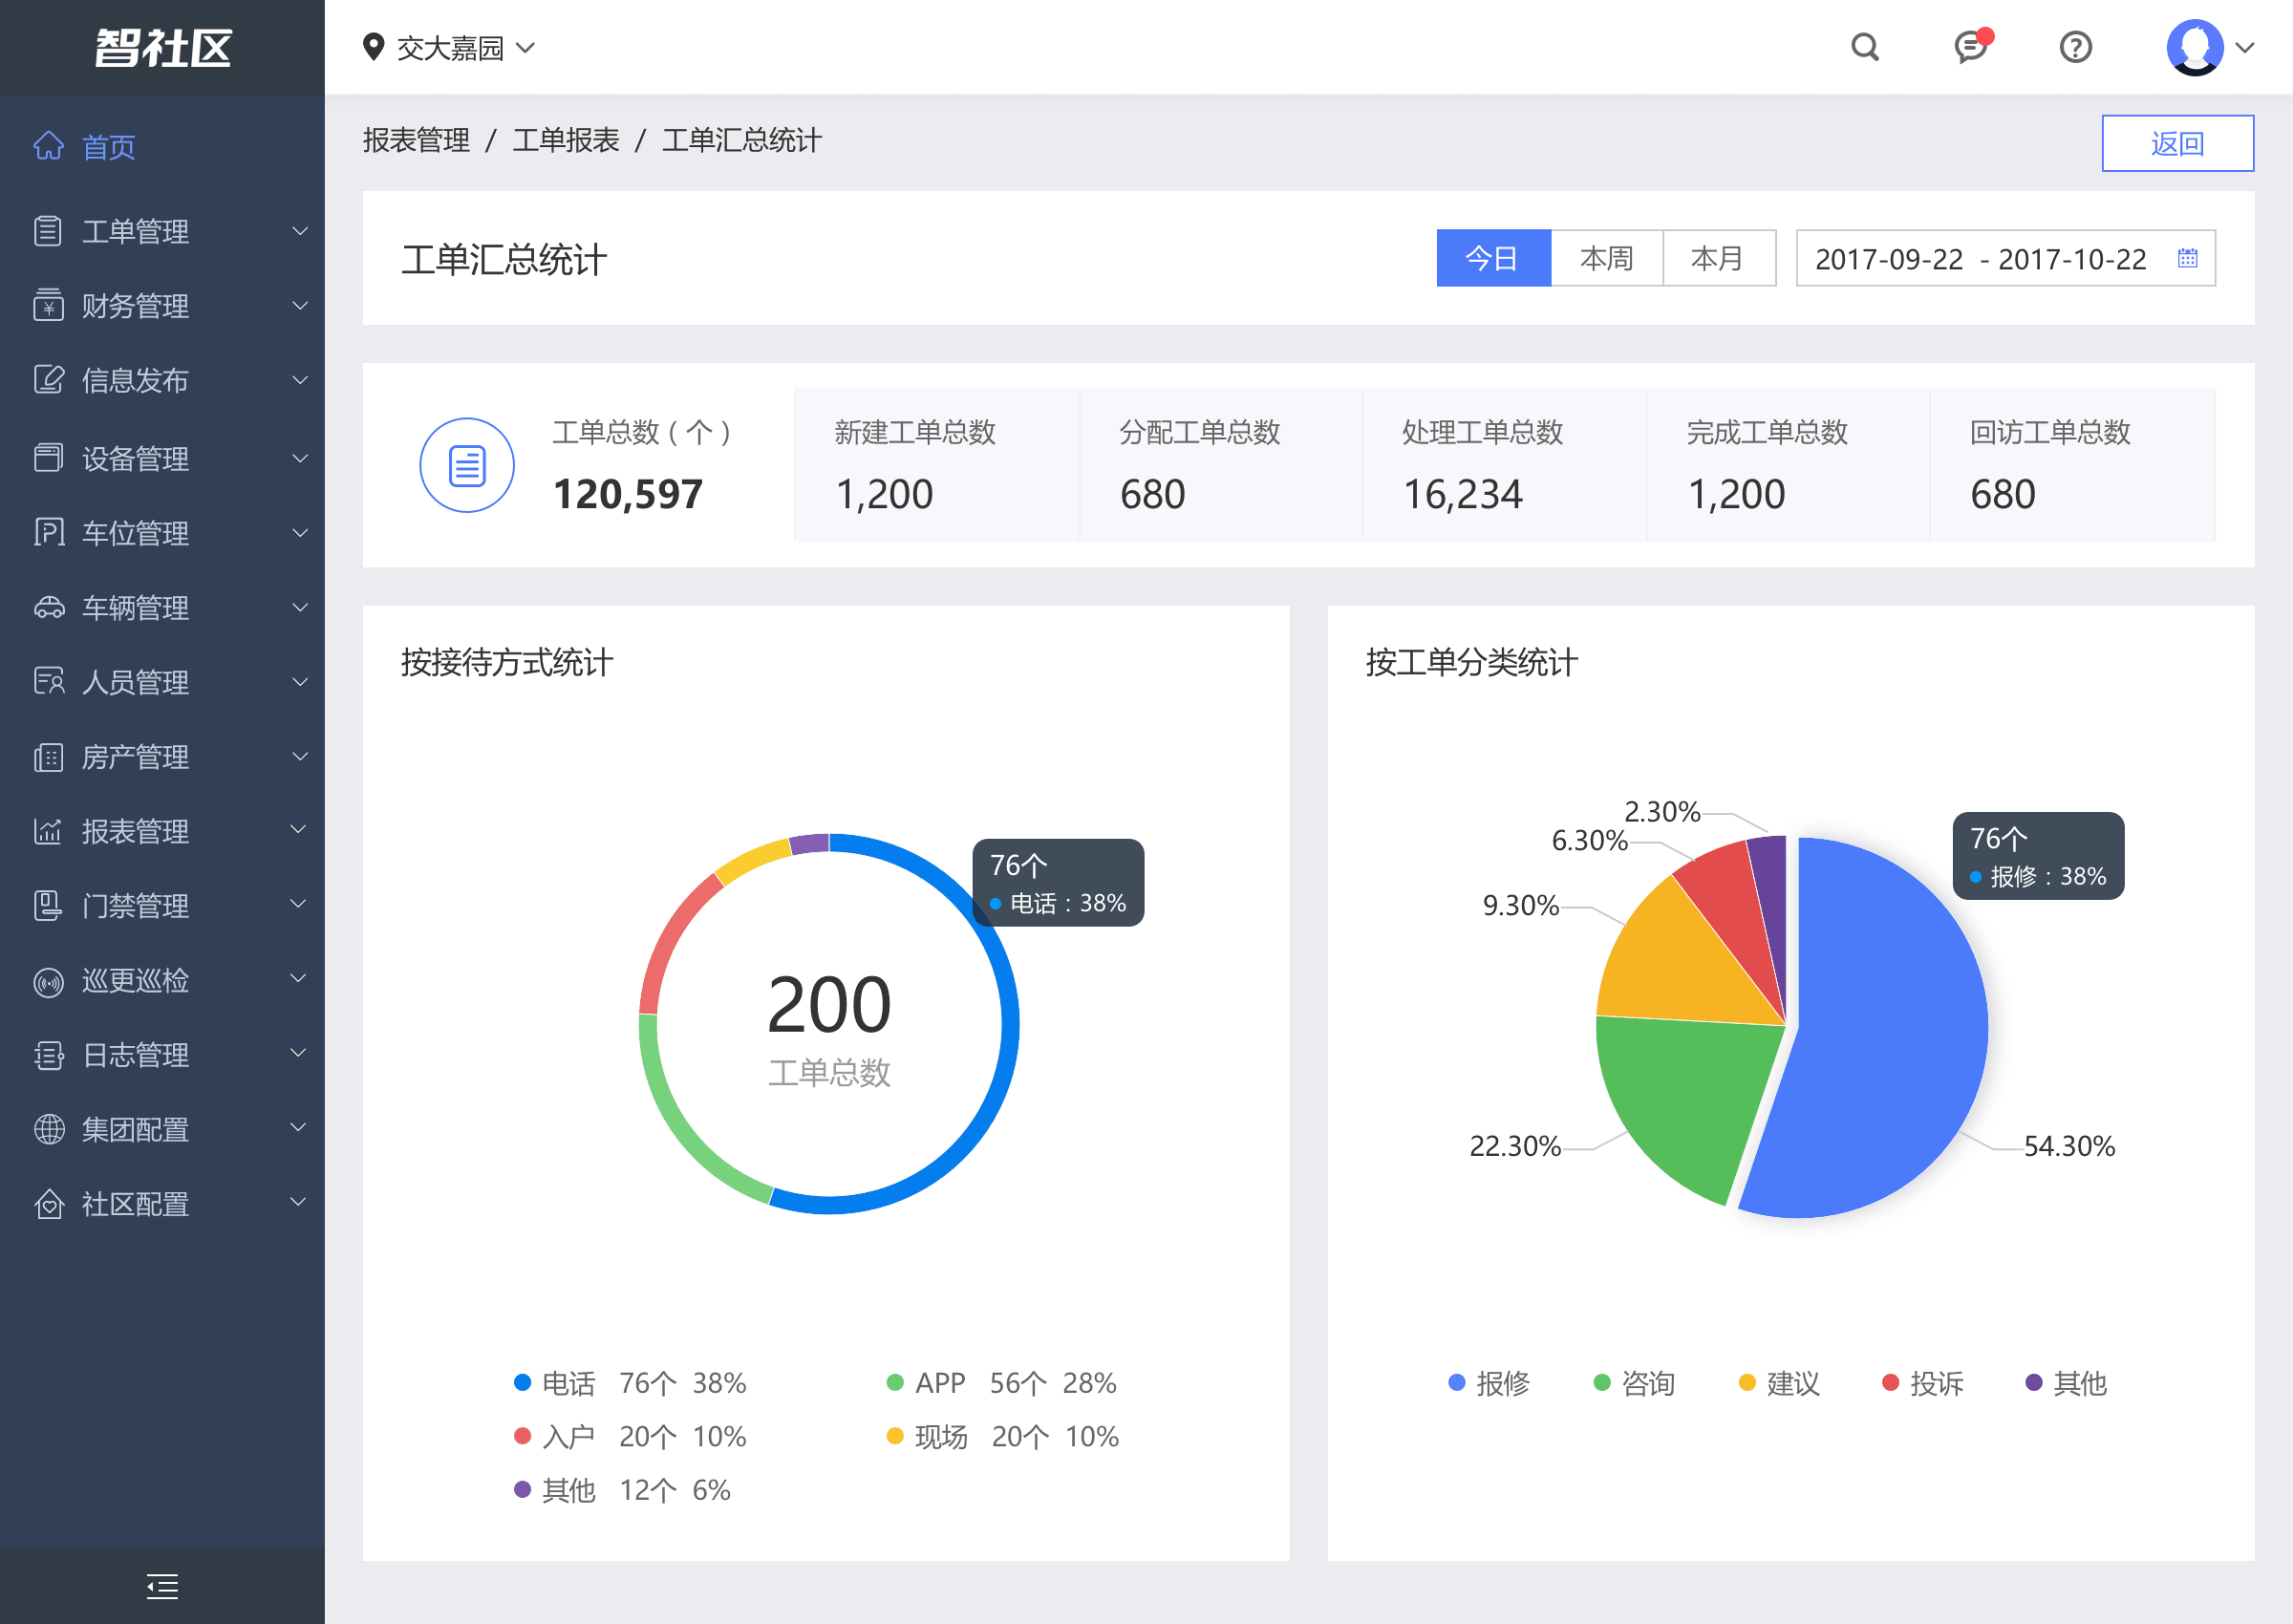 智社区
交大嘉园
首页
工单管理
财务管理
信息发布
设备管理
车位管理
车辆管理
人员管理
房产管理
报表管理
门禁管理
巡更巡检
日志管理
集团配置
社区配置
报表管理 / 工单报表 / 工单汇总统计
返回
工单汇总统计
今日 本周 本月 2017-09-22 - 2017-10-22
工单总数(个) 新建工单总数 分配工单总数 处理工单总数 完成工单总数 回访工单总数
120,597 1,200 680 16,234 1,200 680
按接待方式统计
76个
电话:38%
200
工单总数
电话 76个 38% APP 56个 28%
入户 20个 10% 现场 20个 10%
其他 12个 6%
按工单分类统计
2.30%
6.30%
9.30%
22.30%
54.30%
76个
报修:38%
报修 咨询 建议 投诉 其他